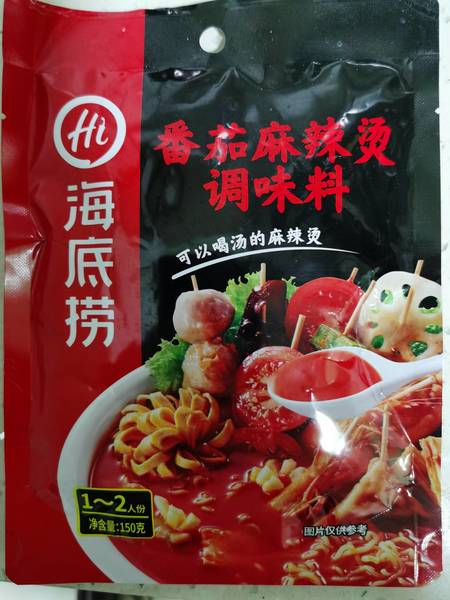 Hi
海底捞
番茄麻辣烫
调味料
可以喝汤的麻辣烫
1～2人份
净含量:150克
图片仅供参考